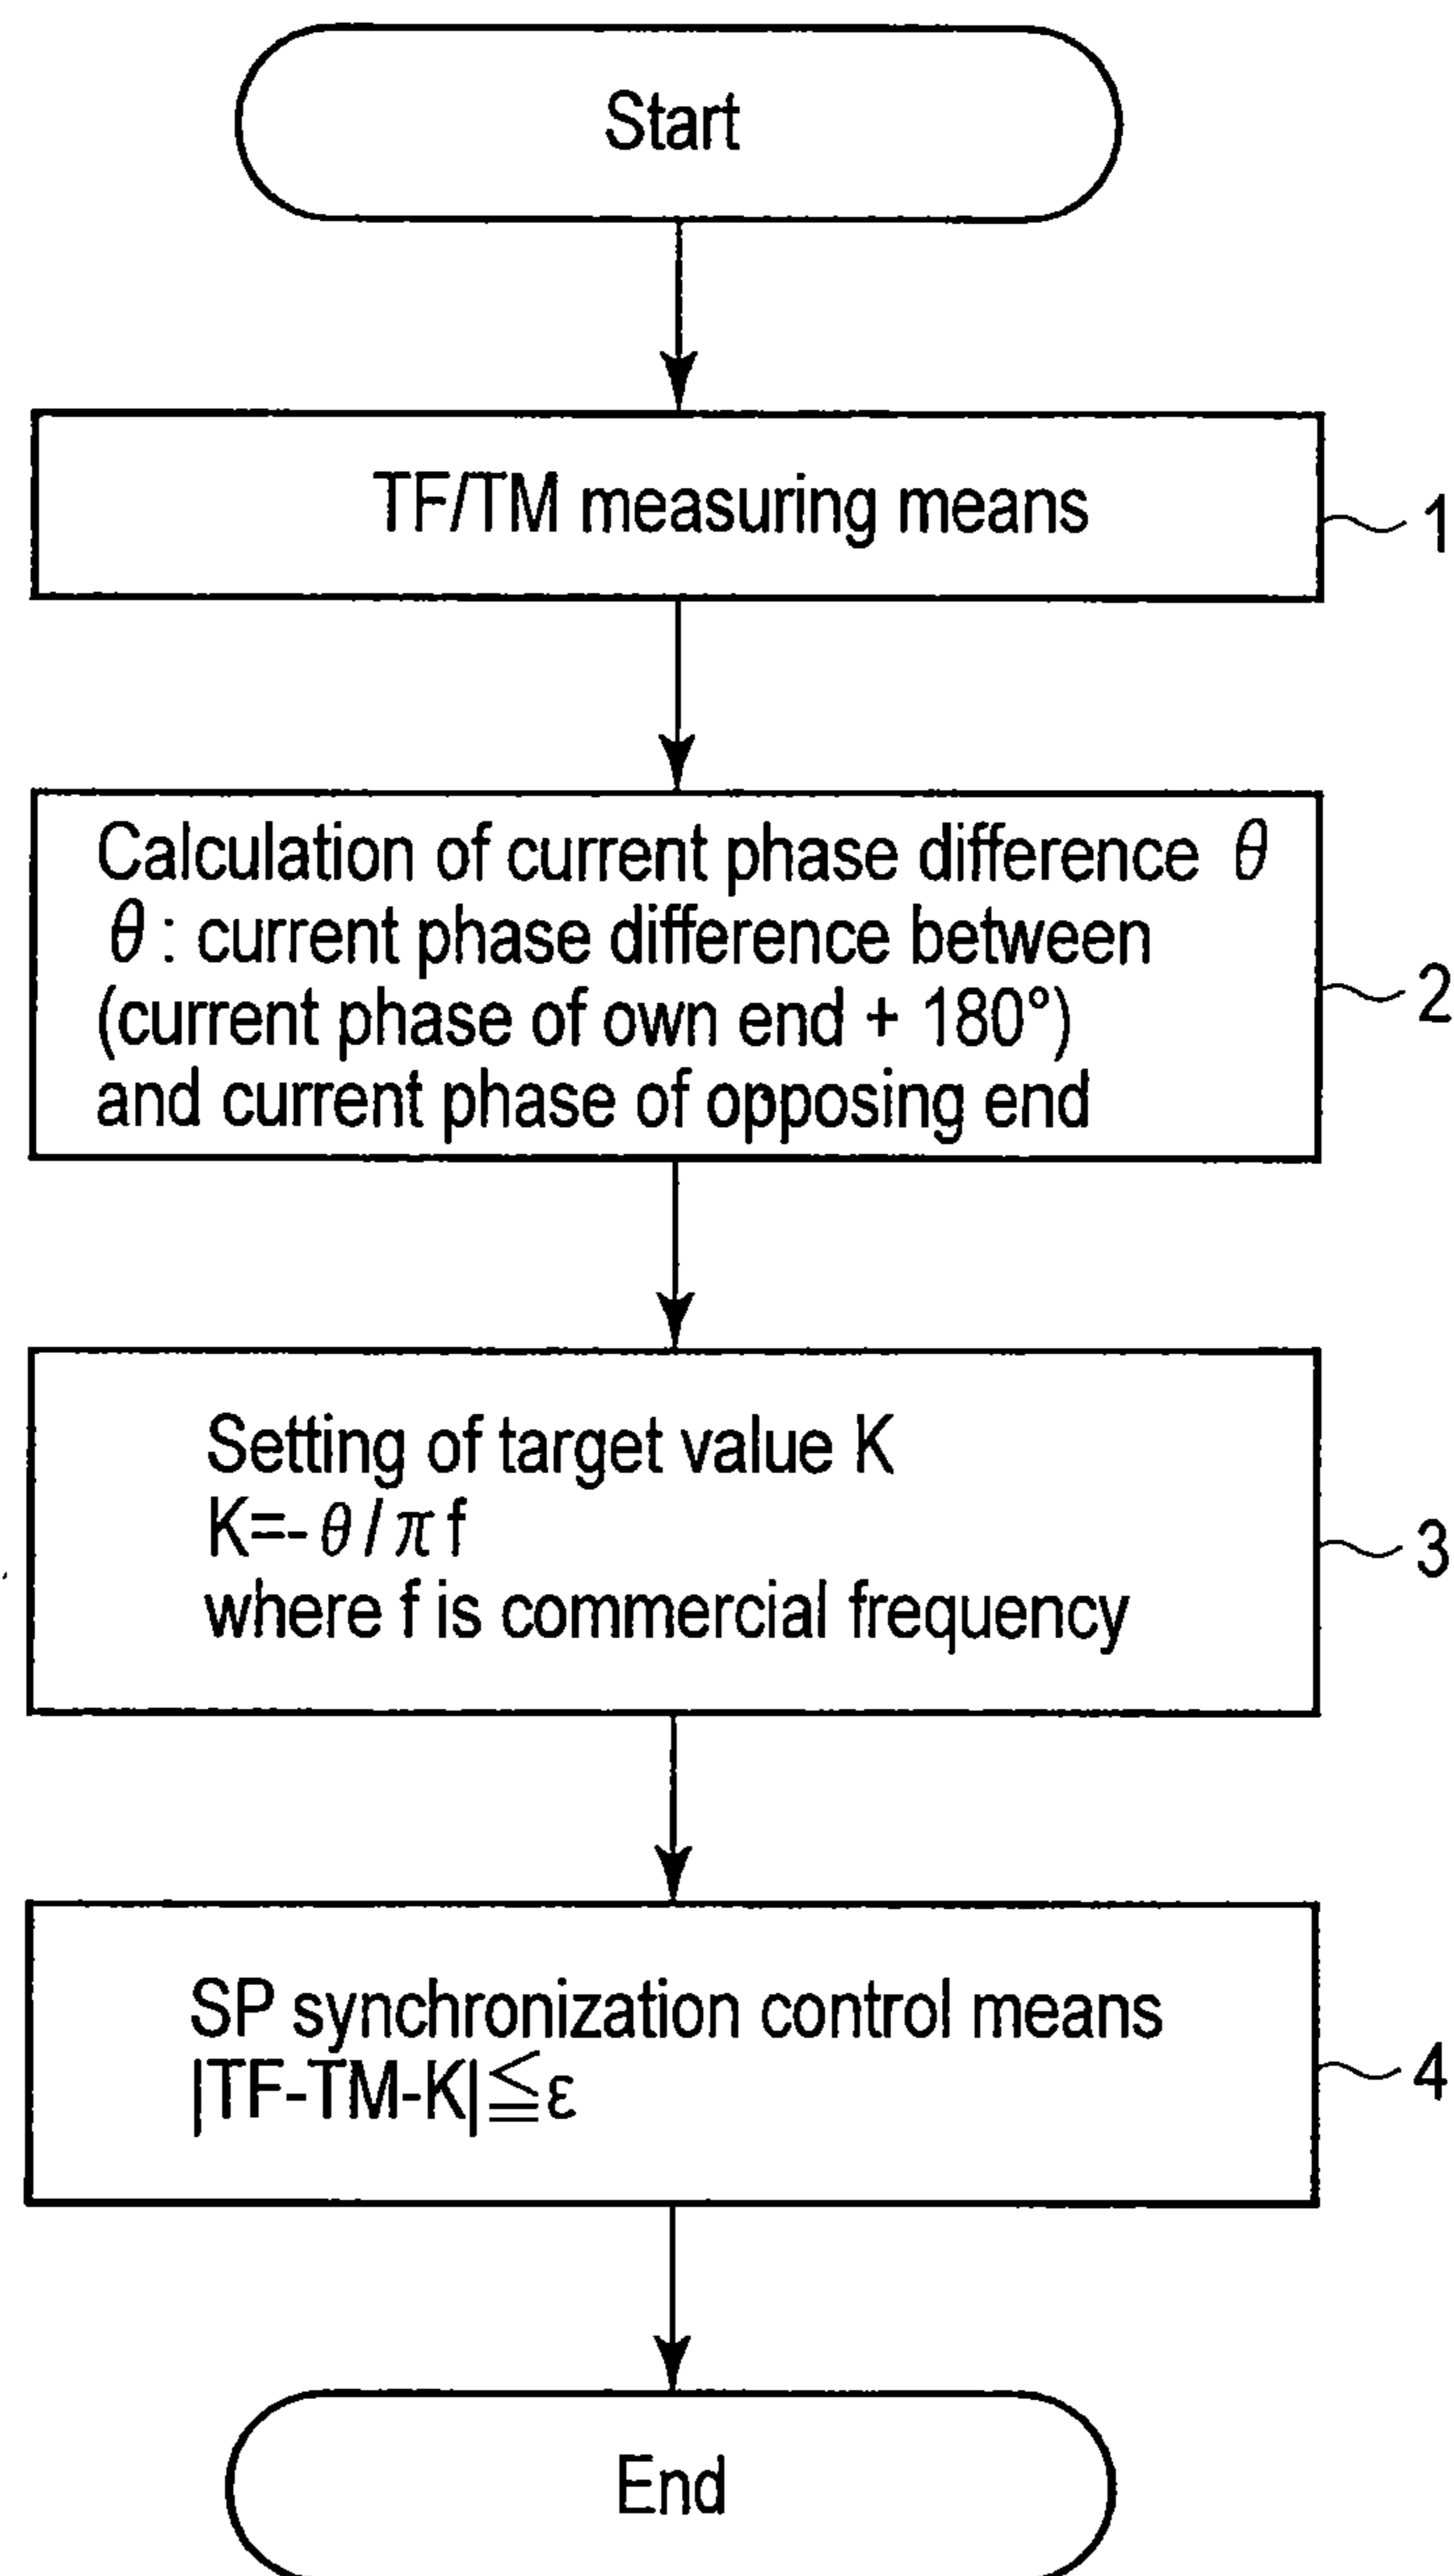 Start
TF/TM measuring means
1
Calculation of current phase difference θ
θ : current phase difference between
(current phase of own end + 180°)
and current phase of opposing end
2
Setting of target value K
K=-θ/πf
where f is commercial frequency
3
SP synchronization control means
|TF-TM-K|≦ε
4
End